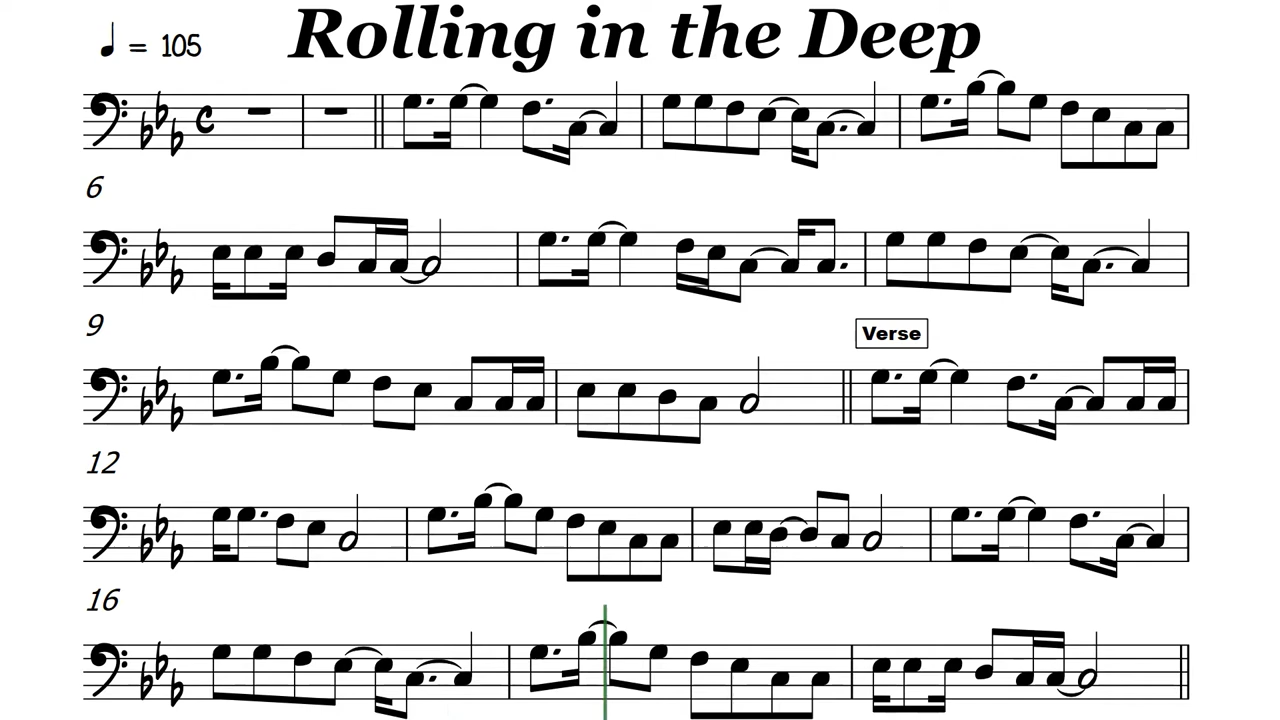 Rolling in the Deep
♩ = 105
6
9
Verse
12
16